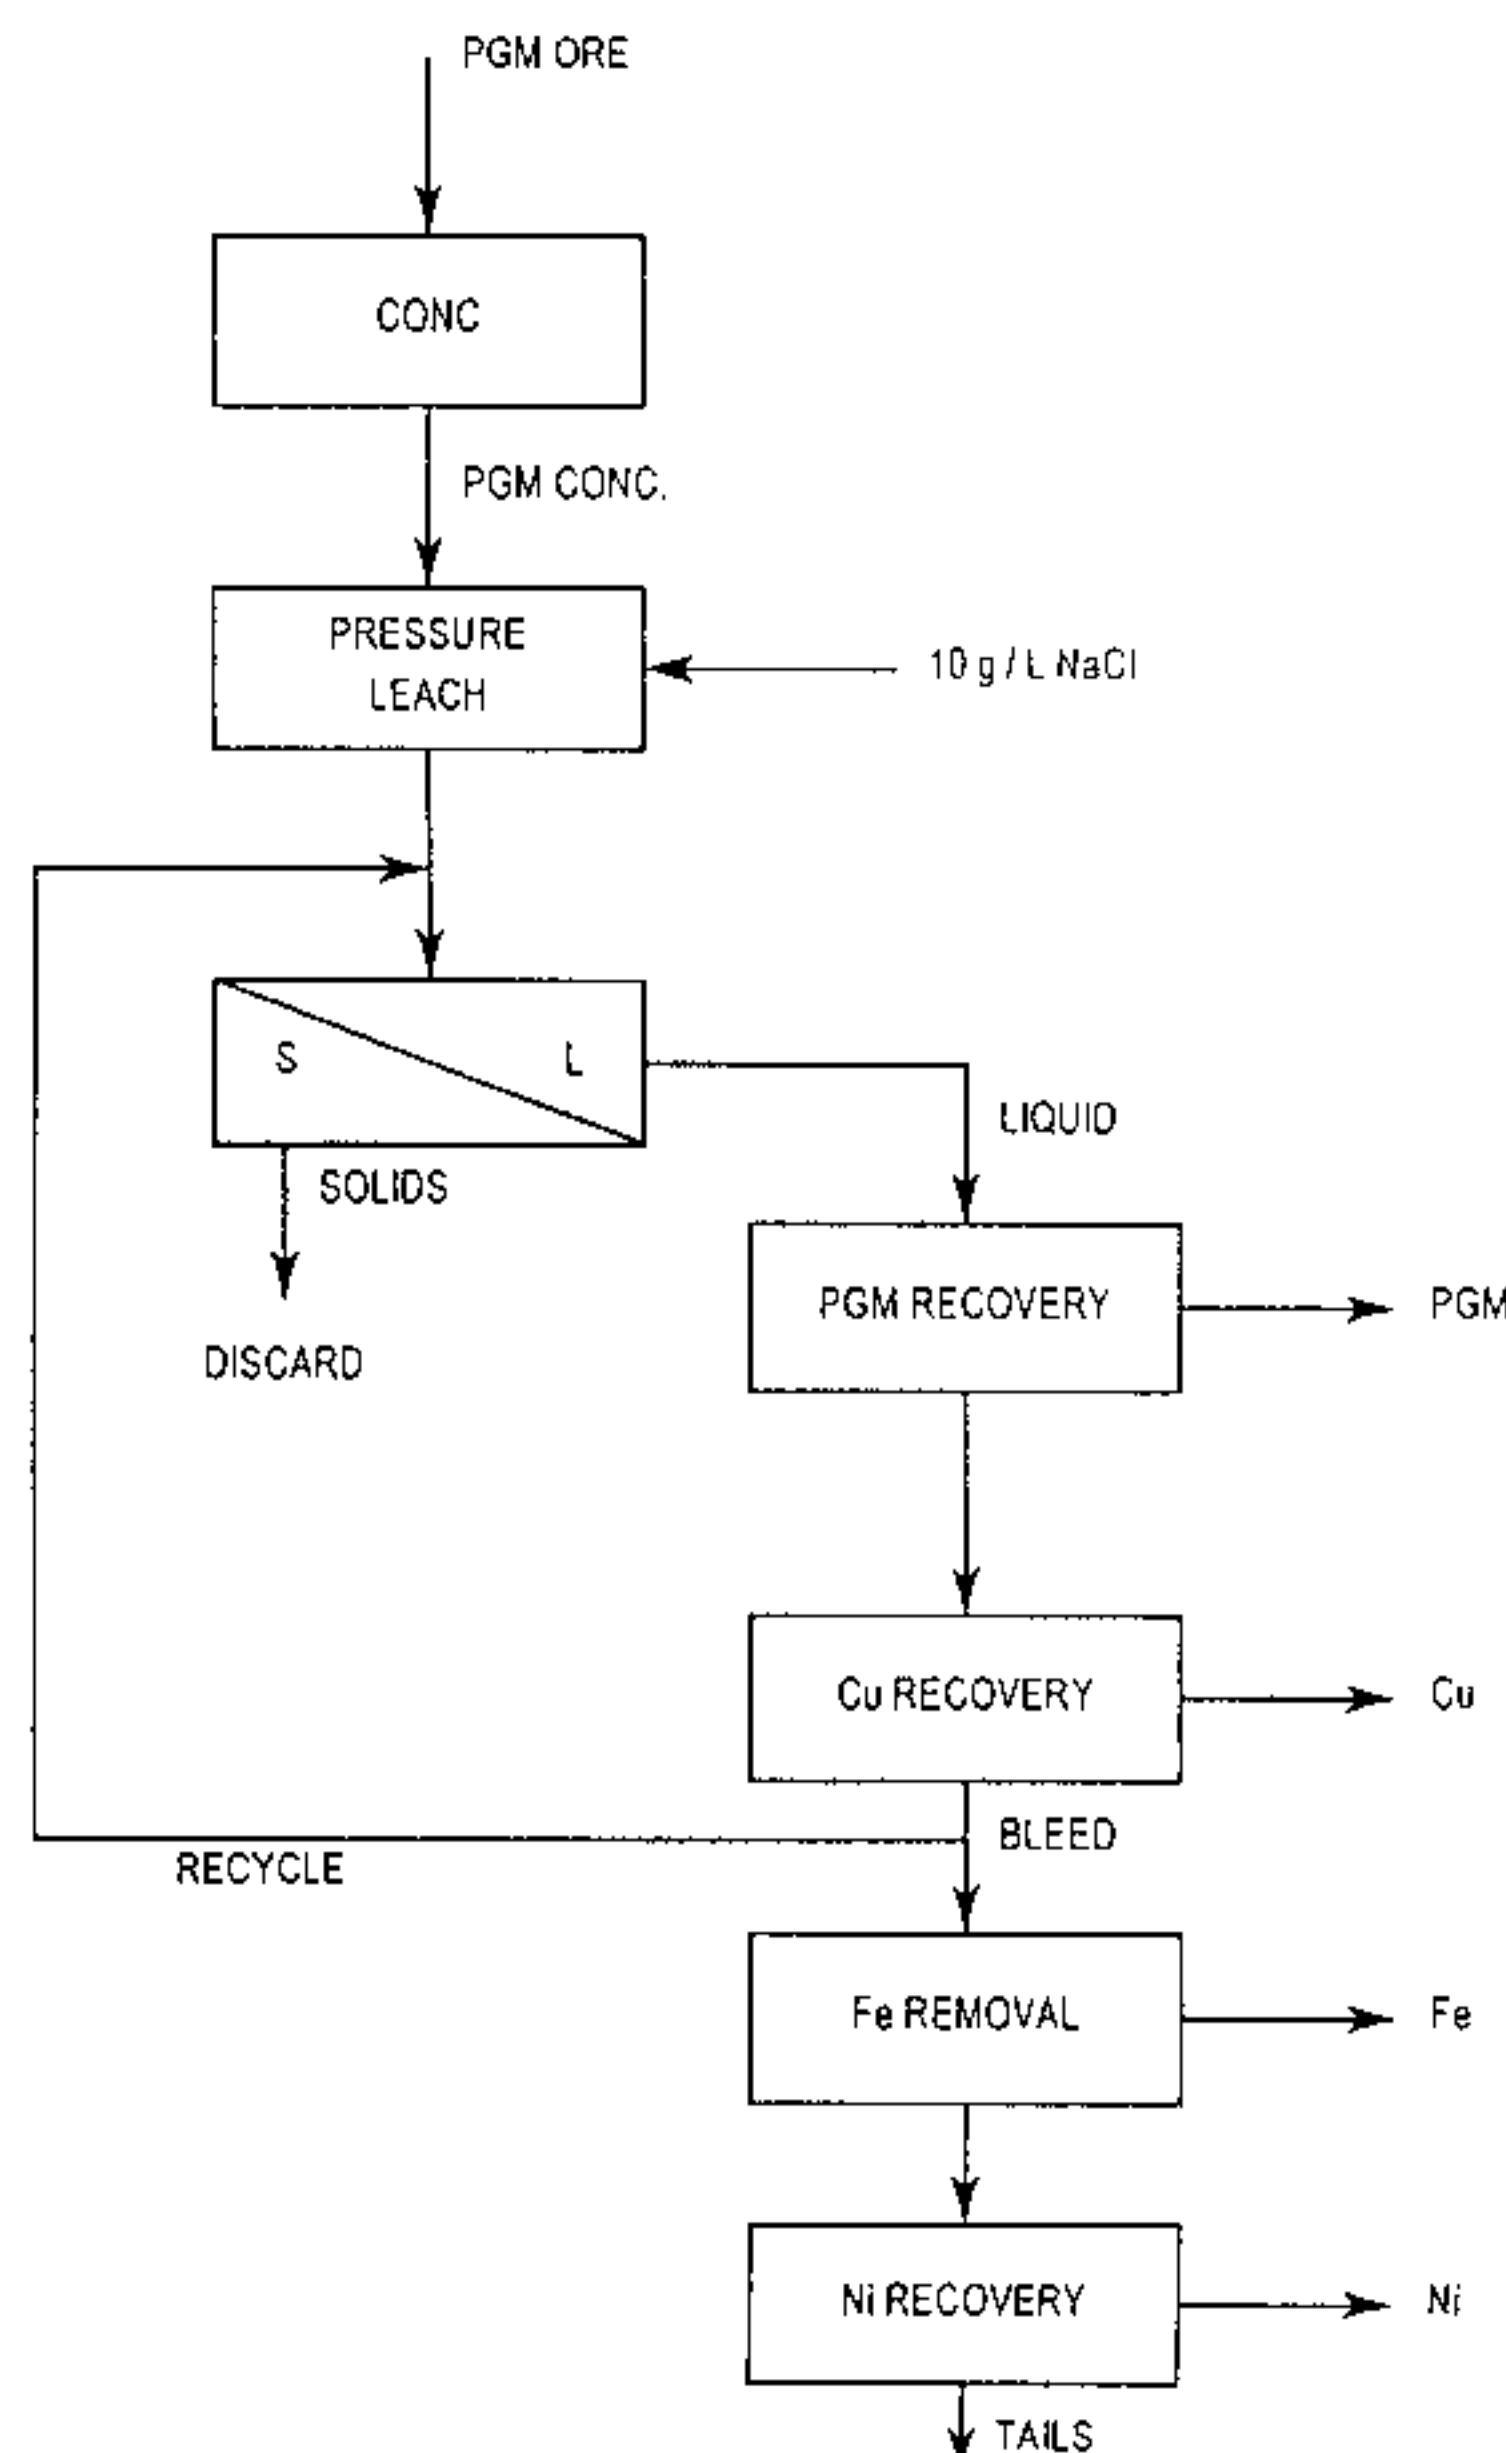 PGM ORE
CONC
PGM CONC.
PRESSURE
LEACH
10 g / L NaCl
S
L
LIQUID
SOLIDS
DISCARD
PGM RECOVERY
PGM
Cu RECOVERY
Cu
BLEED
RECYCLE
Fe REMOVAL
Fe
Ni RECOVERY
Ni
TAILS